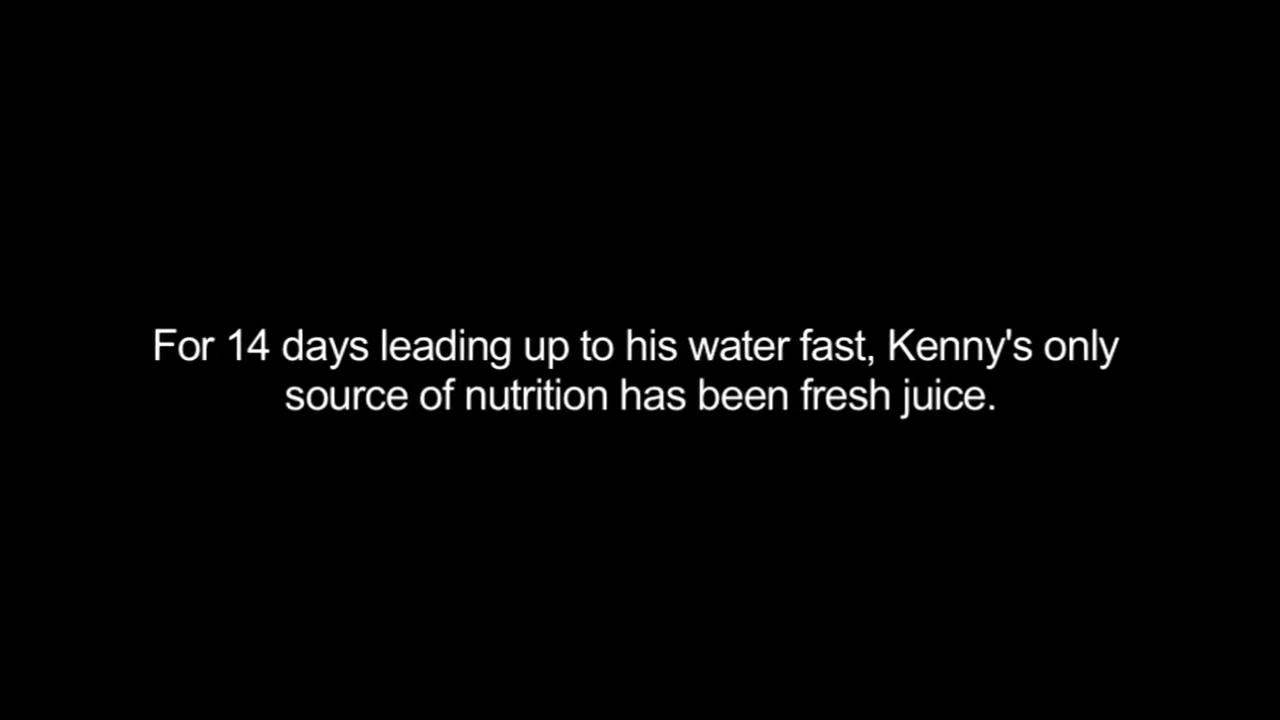 For 14 days leading up to his water fast, Kenny's only
source of nutrition has been fresh juice.